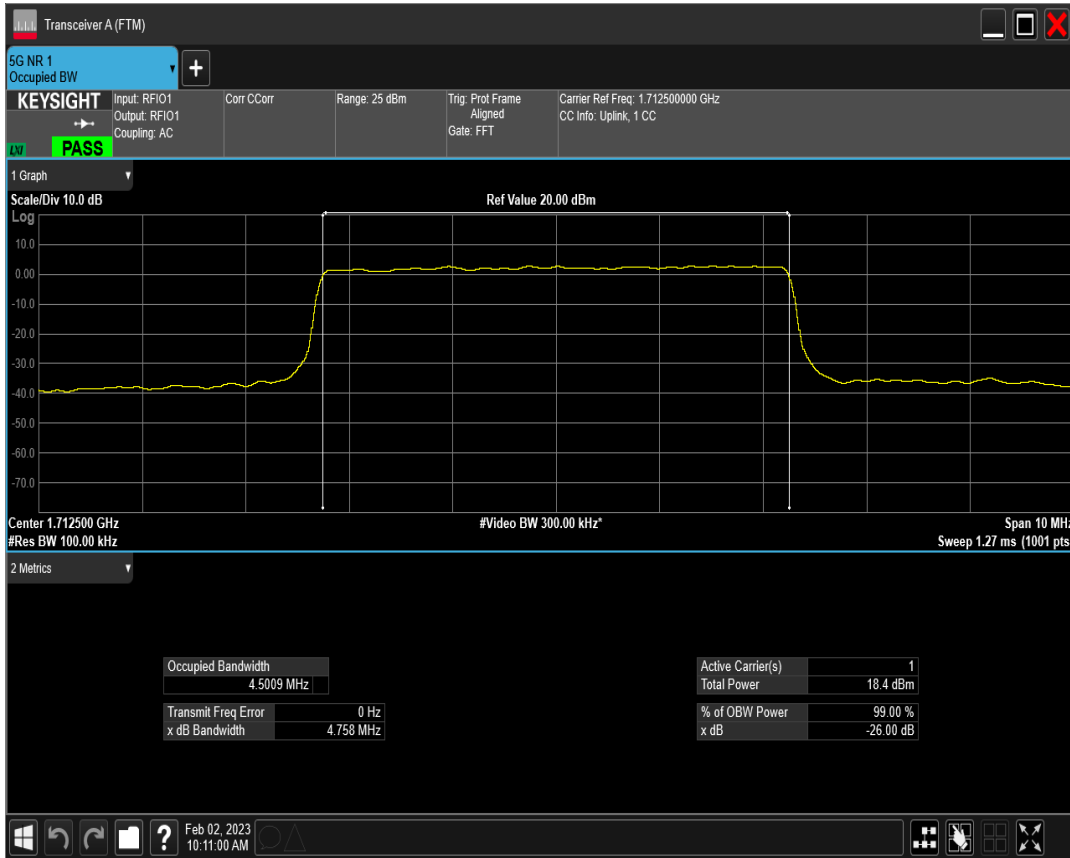 Transceiver A (FTM)
5G NR 1
Occupied BW
+
KEYSIGHT
LXI
PASS
Input: RFIO1
Output: RFIO1
Coupling: AC
Corr CCorr
Range: 25 dBm
Trig: Prot Frame
Aligned
Gate: FFT
Carrier Ref Freq: 1.712500000 GHz
CC Info: Uplink, 1 CC
1 Graph
Scale/Div 10.0 dB
Ref Value 20.00 dBm
Log
10.0
0.00
-10.0
-20.0
-30.0
-40.0
-50.0
-60.0
-70.0
Center 1.712500 GHz
#Video BW 300.00 kHz*
Span 10 MHz
#Res BW 100.00 kHz
Sweep 1.27 ms (1001 pts
2 Metrics
Occupied Bandwidth
4.5009 MHz
Transmit Freq Error 0 Hz
x dB Bandwidth 4.758 MHz
Active Carrier(s) 1
Total Power 18.4 dBm
% of OBW Power 99.00 %
x dB -26.00 dB
?
Feb 02, 2023
10:11:00 AM